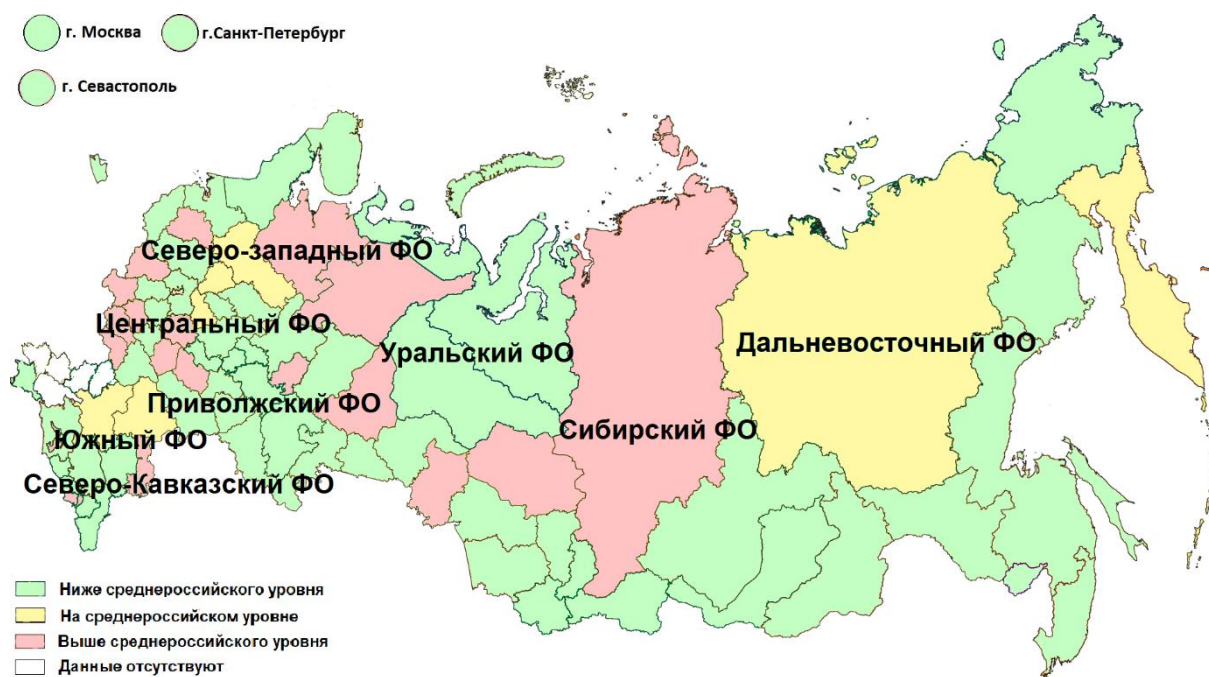 г. Москва
г.Санкт-Петербург
г. Севастополь
Северо-западный ФО
Центральный ФО
Уральский ФО
Дальневосточный ФО
Приволжский ФО
Сибирский ФО
Южный ФО
Северо-Кавказский ФО
Ниже среднероссийского уровня
На среднероссийском уровне
Выше среднероссийского уровня
Данные отсутствуют